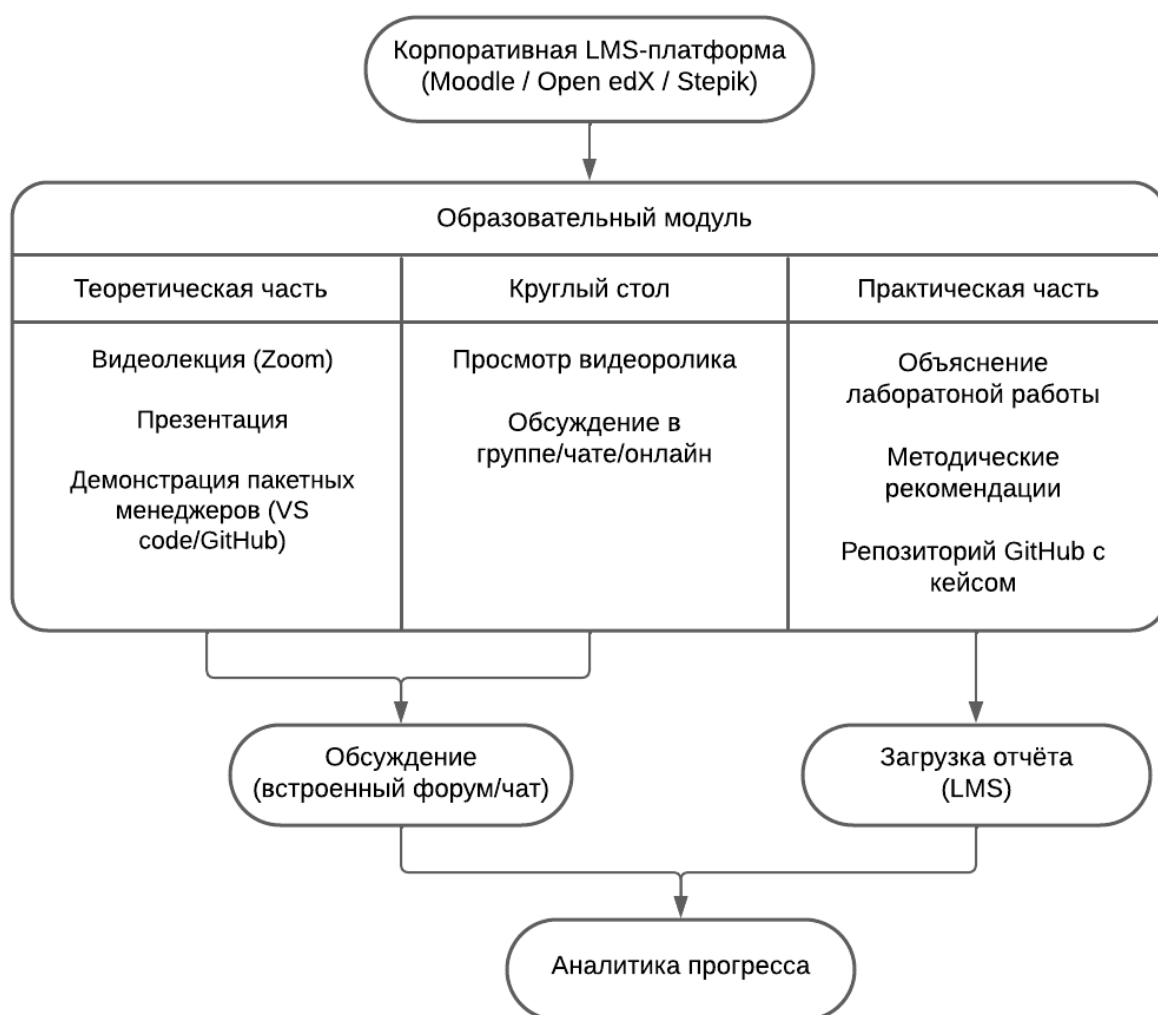 Корпоративная LMS-платформа
(Moodle / Open edX / Stepik)
Образовательный модуль
Теоретическая часть
Круглый стол
Практическая часть
Видеолекция (Zoom)
Презентация
Демонстрация пакетных
менеджеров (VS
code/GitHub)
Просмотр видеоролика
Обсуждение в
группе/чате/онлайн
Объяснение
лаборатоной работы
Методические
рекомендации
Репозиторий GitHub с
кейсом
Обсуждение
(встроенный форум/чат)
Загрузка отчёта
(LMS)
Аналитика прогресса